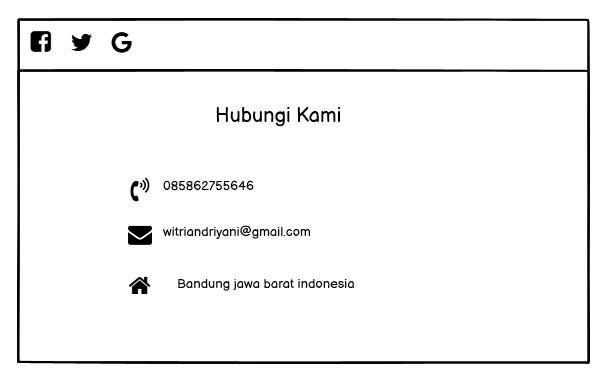 Hubungi Kami
085862755646
witriandriyani@gmail.com
Bandung jawa barat indonesia